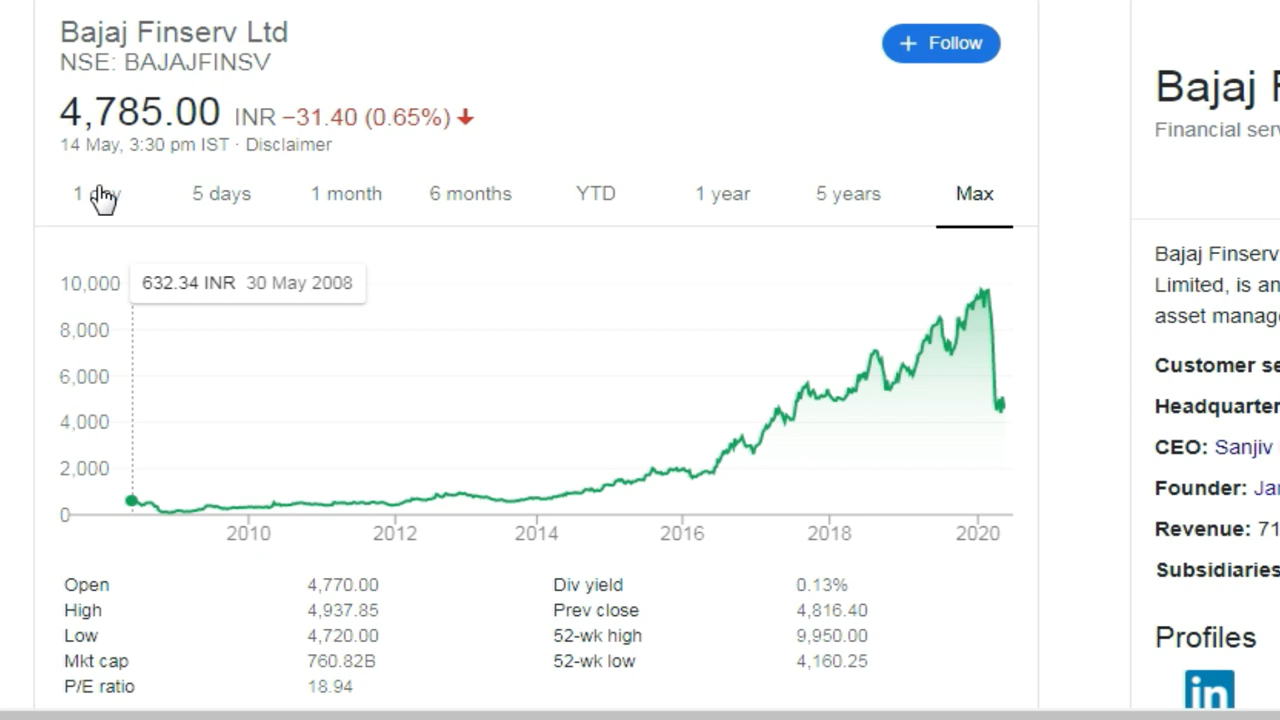 Bajaj Finserv Ltd
NSE: BAJAJFINSV
+ Follow
4,785.00 INR −31.40 (0.65%)
14 May, 3:30 pm IST · Disclaimer
1 day 5 days 1 month 6 months YTD 1 year 5 years Max
632.34 INR 30 May 2008
10,000
8,000
6,000
4,000
2,000
0
2010 2012 2014 2016 2018 2020
Open 4,770.00 Div yield 0.13%
High 4,937.85 Prev close 4,816.40
Low 4,720.00 52-wk high 9,950.00
Mkt cap 760.82B 52-wk low 4,160.25
P/E ratio 18.94
Bajaj F
Financial ser
Bajaj Finserv
Limited, is an
asset manag
Customer se
Headquarter
CEO: Sanjiv
Founder: Ja
Revenue: 71
Subsidiaries
Profiles
in